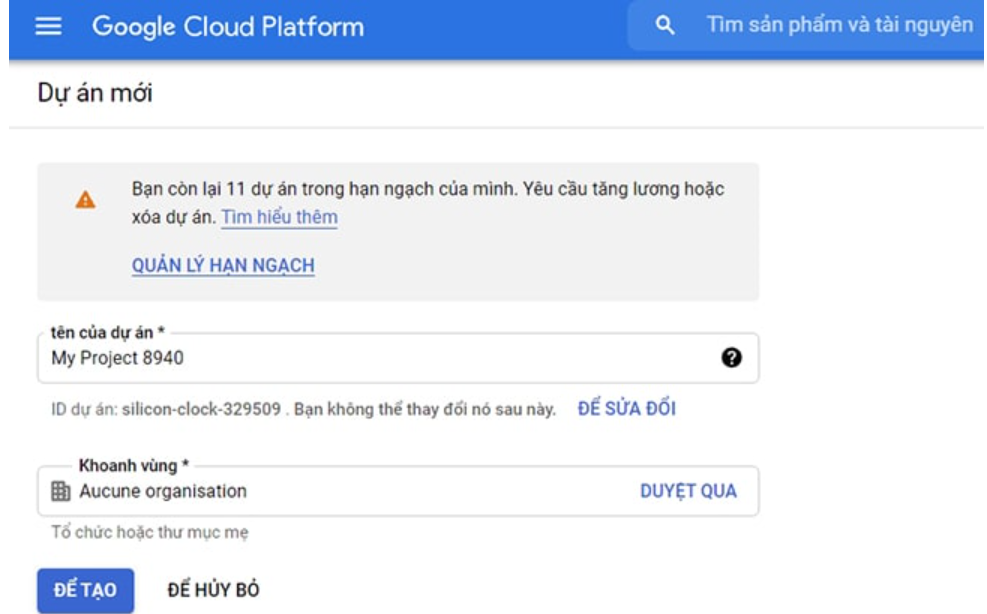 Google Cloud Platform
Tìm sản phẩm và tài nguyên
Dự án mới
Bạn còn lại 11 dự án trong hạn ngạch của mình. Yêu cầu tăng lương hoặc
xóa dự án. Tìm hiểu thêm
QUẢN LÝ HẠN NGẠCH
tên của dự án *
My Project 8940
ID dự án: silicon-clock-329509 . Bạn không thể thay đổi nó sau này. ĐỂ SỬA ĐỔI
Khoanh vùng *
Aucune organisation DUYỆT QUA
Tổ chức hoặc thư mục mẹ
ĐỂ TẠO ĐỂ HỦY BỎ